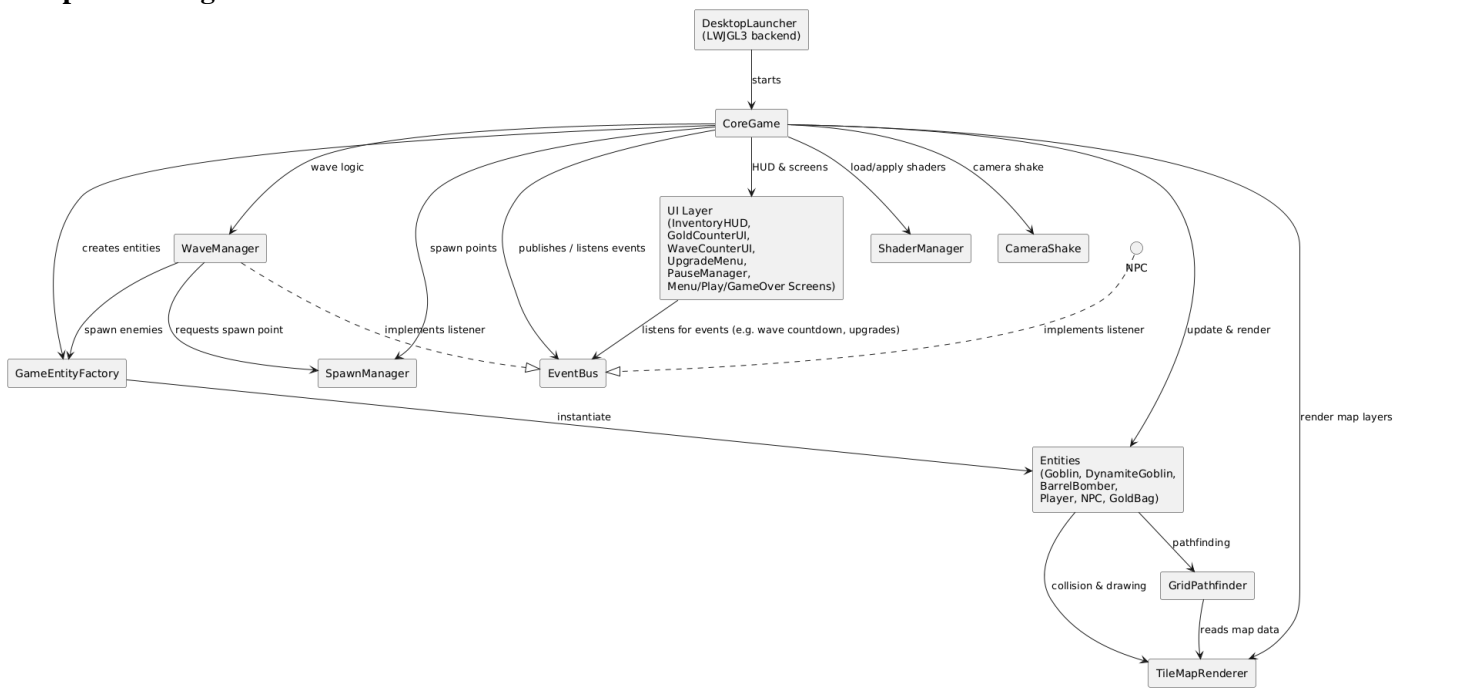 DesktopLauncher
(LWJGL3 backend)
starts
CoreGame
wave logic
HUD & screens
load/apply shaders
camera shake
UI Layer
(InventoryHUD,
GoldCounterUI,
WaveCounterUI,
UpgradeMenu,
PauseManager,
Menu/Play/GameOver Screens)
creates entities
WaveManager
spawn points
publishes / listens events
ShaderManager
CameraShake
NPC
spawn enemies
requests spawn point
implements listener
listens for events (e.g. wave countdown, upgrades)
implements listener
update & render
GameEntityFactory
SpawnManager
EventBus
instantiate
render map layers
Entities
(Goblin, DynamiteGoblin,
BarrelBomber,
Player, NPC, GoldBag)
pathfinding
collision & drawing
GridPathfinder
reads map data
TileMapRenderer